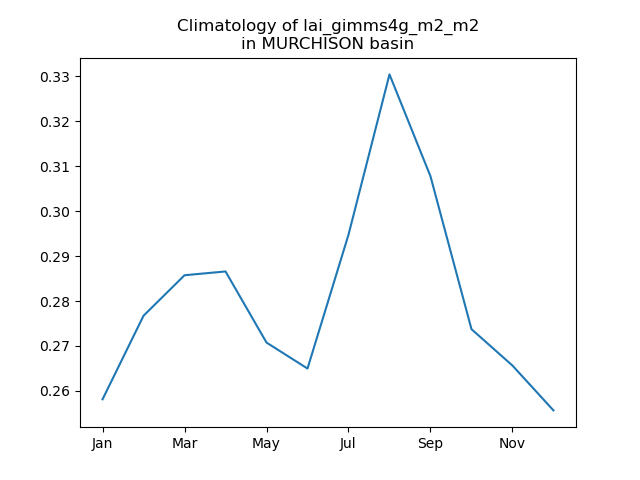 Climatology of lai_gimms4g_m2_m2
in MURCHISON basin
0.33
0.32
0.31
0.30
0.29
0.28
0.27
0.26
Jan Mar May Jul Sep Nov